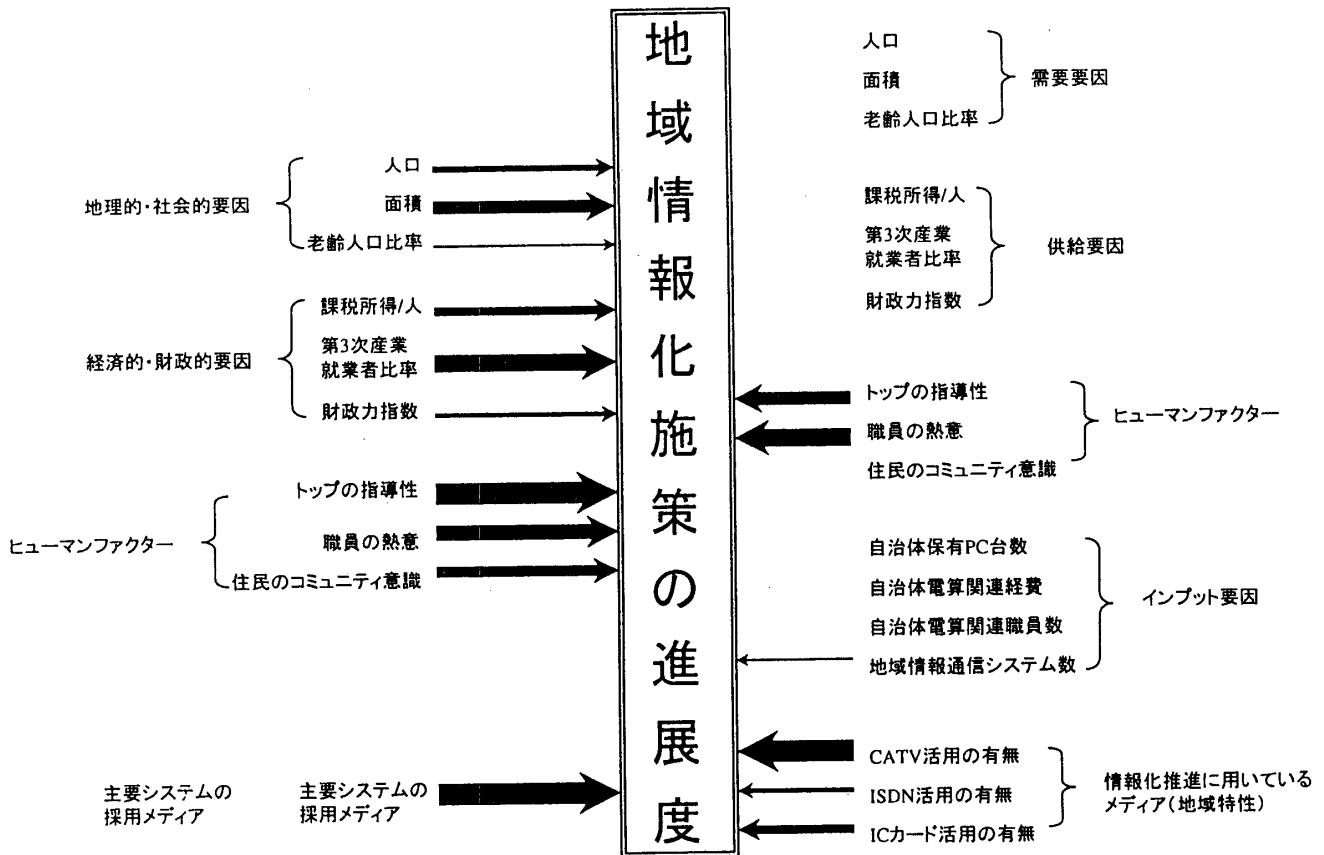 地域情報化施策の進展度
地理的・社会的要因
人口
面積
老齢人口比率
経済的・財政的要因
課税所得/人
第3次産業
就業者比率
財政力指数
ヒューマンファクター
トップの指導性
職員の熱意
住民のコミュニティ意識
主要システムの
採用メディア
主要システムの
採用メディア
人口
面積
老齢人口比率
需要要因
課税所得/人
第3次産業
就業者比率
財政力指数
供給要因
トップの指導性
職員の熱意
住民のコミュニティ意識
ヒューマンファクター
自治体保有PC台数
自治体電算関連経費
自治体電算関連職員数
地域情報通信システム数
インプット要因
CATV活用の有無
ISDN活用の有無
ICカード活用の有無
情報化推進に用いている
メディア(地域特性)